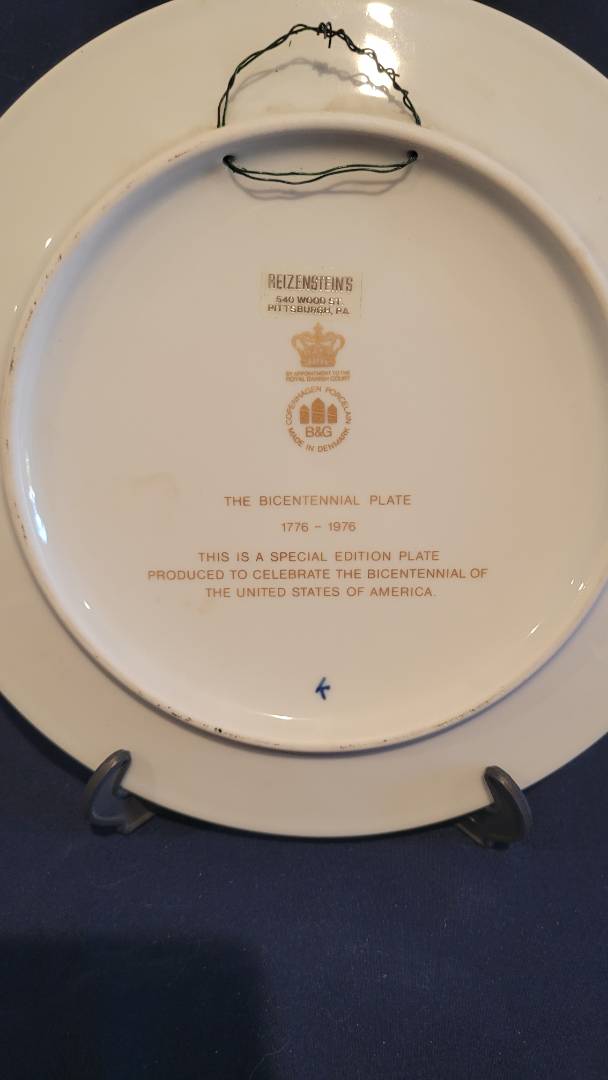 REIZENSTEIN'S
540 WOOD ST.
PITTSBURGH, PA.
BY APPOINTMENT TO THE
ROYAL DANISH COURT
COPENHAGEN PORCELAIN
B&G
MADE IN DENMARK
THE BICENTENNIAL PLATE
1776 - 1976
THIS IS A SPECIAL EDITION PLATE
PRODUCED TO CELEBRATE THE BICENTENNIAL OF
THE UNITED STATES OF AMERICA.
K